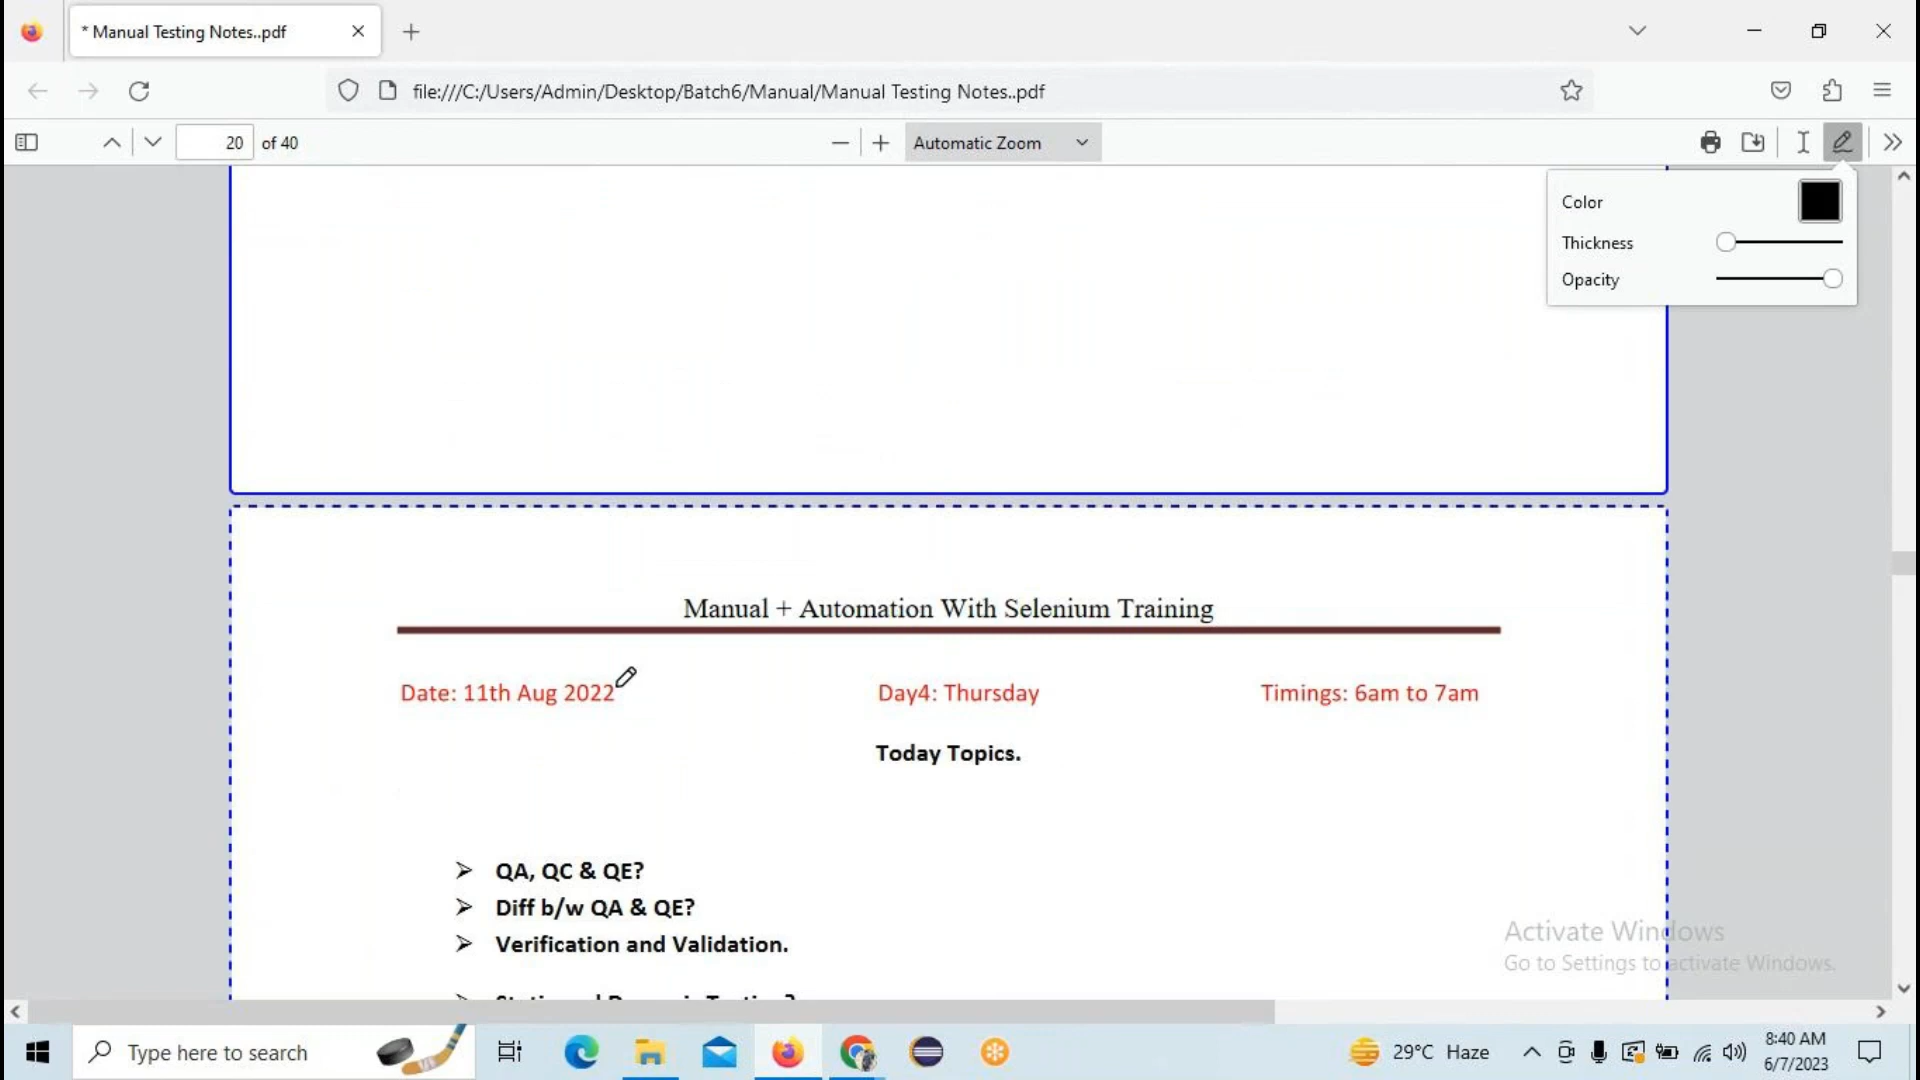 * Manual Testing Notes..pdf
file:///C:/Users/Admin/Desktop/Batch6/Manual/Manual Testing Notes..pdf
20 of 40
Automatic Zoom
Color
Thickness
Opacity
Manual + Automation With Selenium Training
Date: 11th Aug 2022 Day4: Thursday Timings: 6am to 7am
Today Topics.
➢ QA, QC & QE?
➢ Diff b/w QA & QE?
➢ Verification and Validation.
Activate Windows
Go to Settings to activate Windows.
Type here to search
29°C Haze
8:40 AM
6/7/2023